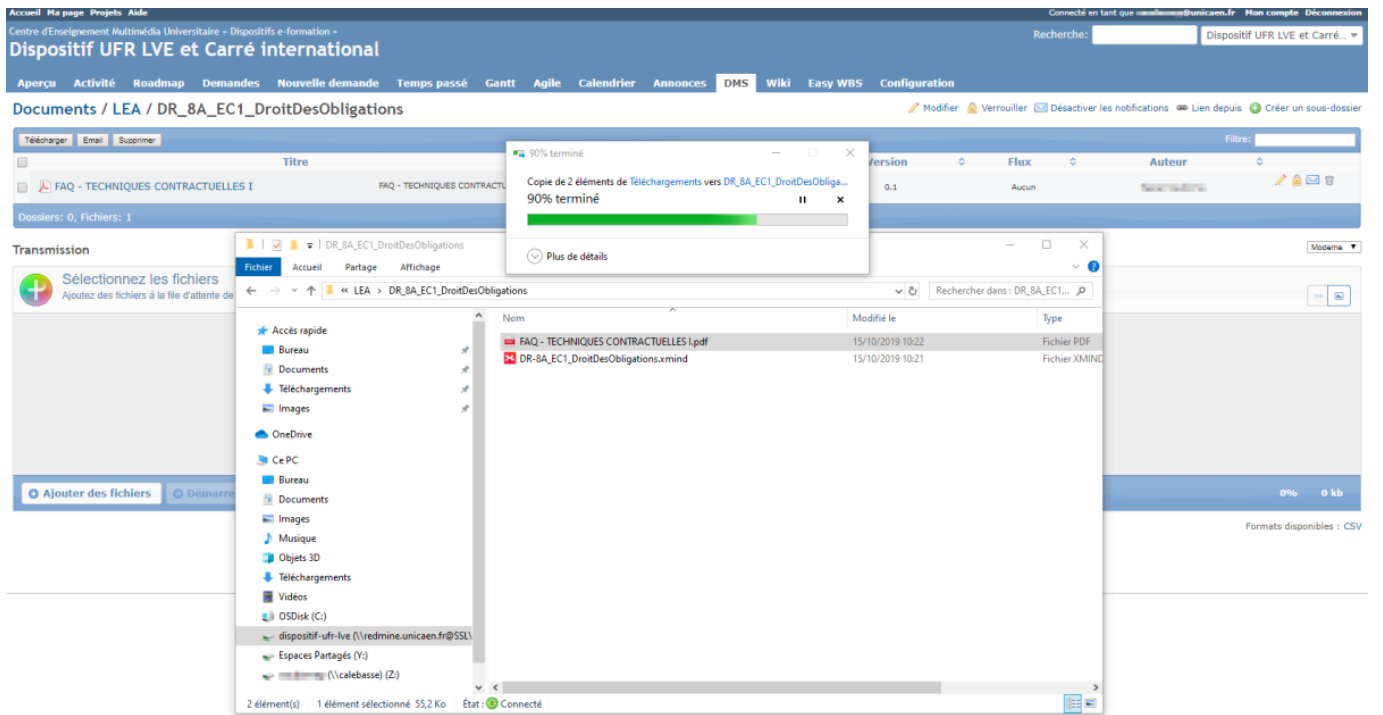 Accueil Ma page Projets Aide
Connecté en tant que @unicaen.fr Mon compte Déconnexion
Centre d'Enseignement Multimédia Universitaire » Dispositifs e-formation »
Dispositif UFR LVE et Carré international
Recherche:
Dispositif UFR LVE et Carré...
Aperçu Activité Roadmap Demandes Nouvelle demande Temps passé Gantt Agile Calendrier Annonces DMS Wiki Easy WBS Configuration
Documents / LEA / DR_8A_EC1_DroitDesObligations
Modifier Verrouiller Désactiver les notifications Lien depuis Créer un sous-dossier
Télécharger Email Supprimer
Filtre:
Titre
Version Flux Auteur
FAQ - TECHNIQUES CONTRACTUELLES I
FAQ - TECHNIQUES CONTRACTU
0.1 Aucun
Dossiers: 0, Fichiers: 1
90% terminé
Copie de 2 éléments de Téléchargements vers DR_8A_EC1_DroitDesObliga...
90% terminé
Plus de détails
Transmission
Moderne
Sélectionnez les fichiers
Ajoutez des fichiers à la file d'attente de
DR_8A_EC1_DroitDesObligations
Fichier Accueil Partage Affichage
« LEA > DR_8A_EC1_DroitDesObligations
Rechercher dans : DR_8A_EC1...
Nom Modifié le Type
FAQ - TECHNIQUES CONTRACTUELLES I.pdf 15/10/2019 10:22 Fichier PDF
DR-8A_EC1_DroitDesObligations.xmind 15/10/2019 10:21 Fichier XMIND
Accès rapide
Bureau
Documents
Téléchargements
Images
OneDrive
Ce PC
Bureau
Documents
Images
Musique
Objets 3D
Téléchargements
Vidéos
OSDisk (C:)
dispositif-ufr-lve (\\redmine.unicaen.fr@SSL\
Espaces Partagés (Y:)
(\\calebasse) (Z:)
2 élément(s) 1 élément sélectionné 55,2 Ko État : Connecté
Ajouter des fichiers Démarre
0% 0 kb
Formats disponibles : CSV